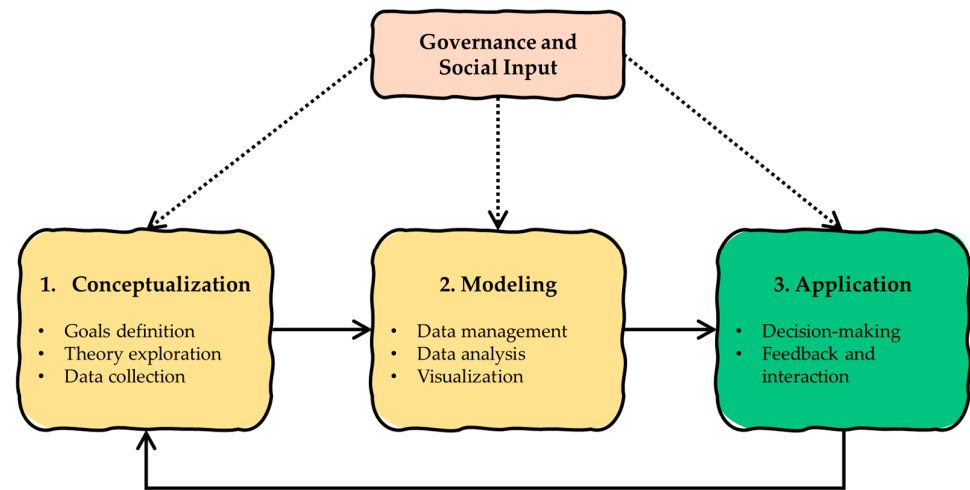 Governance and
Social Input
1. Conceptualization
• Goals definition
• Theory exploration
• Data collection
2. Modeling
• Data management
• Data analysis
• Visualization
3. Application
• Decision-making
• Feedback and
interaction